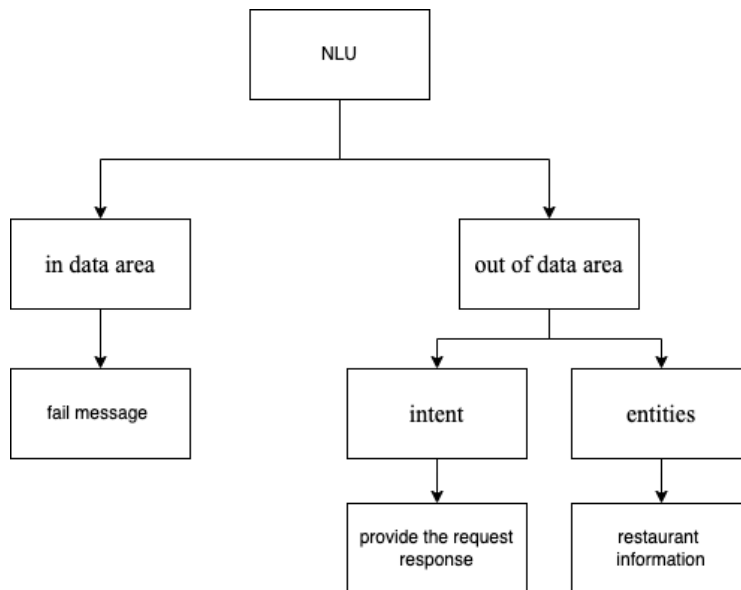 NLU
in data area
out of data area
fail message
intent
entities
provide the request
response
restaurant
information